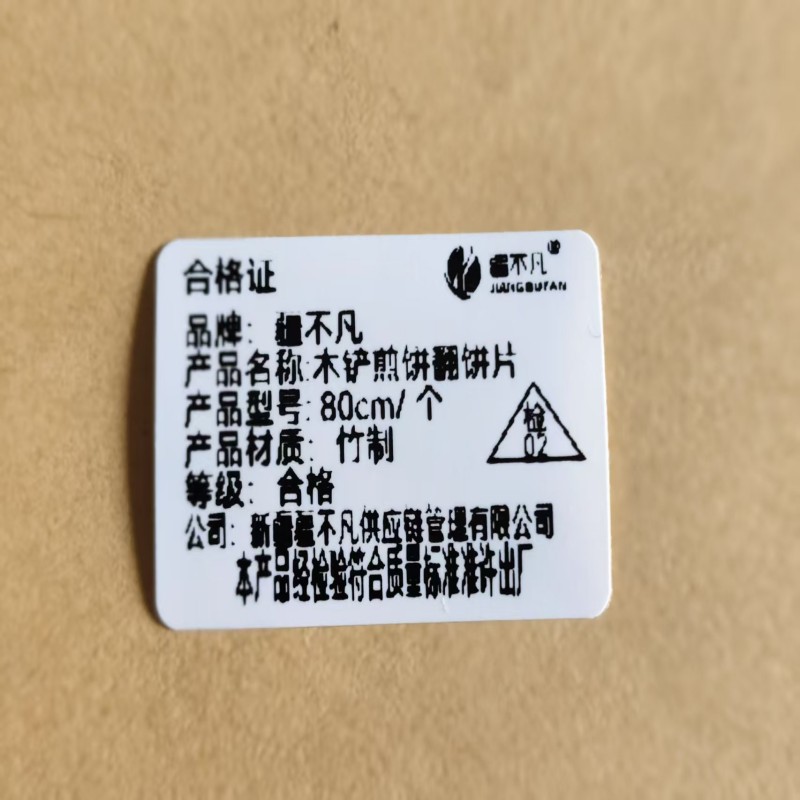 合格证
疆不凡®
JIANGBUFAN
品牌: 疆不凡
产品名称:木铲煎饼翻饼片
产品型号: 80cm/个
产品材质: 竹制
检
02
等级: 合格
公司: 新疆疆不凡供应链管理有限公司
本产品经检验符合质量标准准许出厂